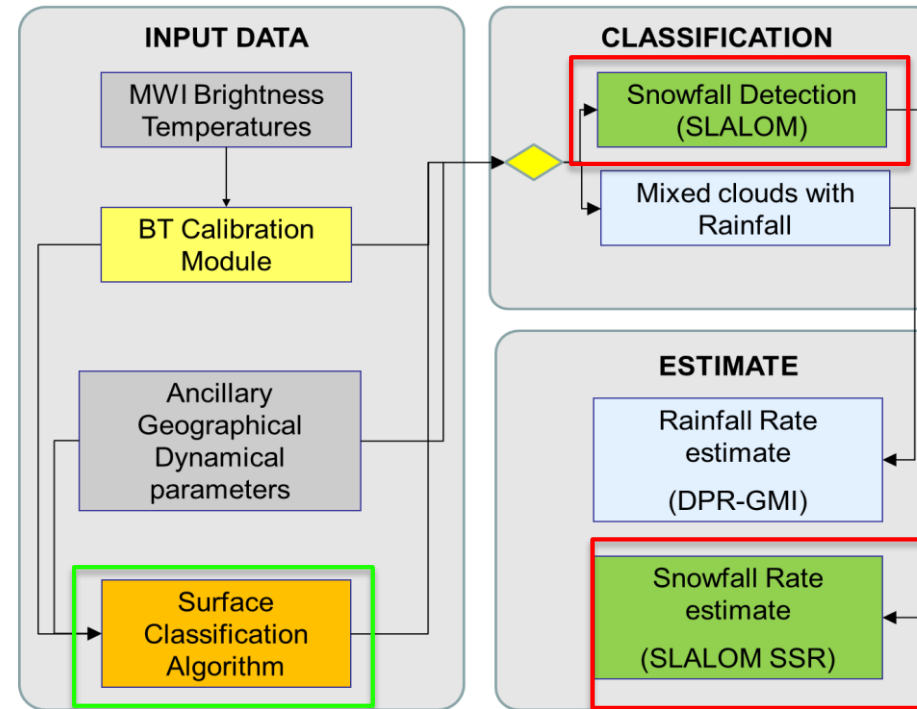 INPUT DATA
MWI Brightness
Temperatures
BT Calibration
Module
Ancillary
Geographical
Dynamical
parameters
Surface
Classification
Algorithm
CLASSIFICATION
Snowfall Detection
(SLALOM)
Mixed clouds with
Rainfall
ESTIMATE
Rainfall Rate
estimate
(DPR-GMI)
Snowfall Rate
estimate
(SLALOM SSR)